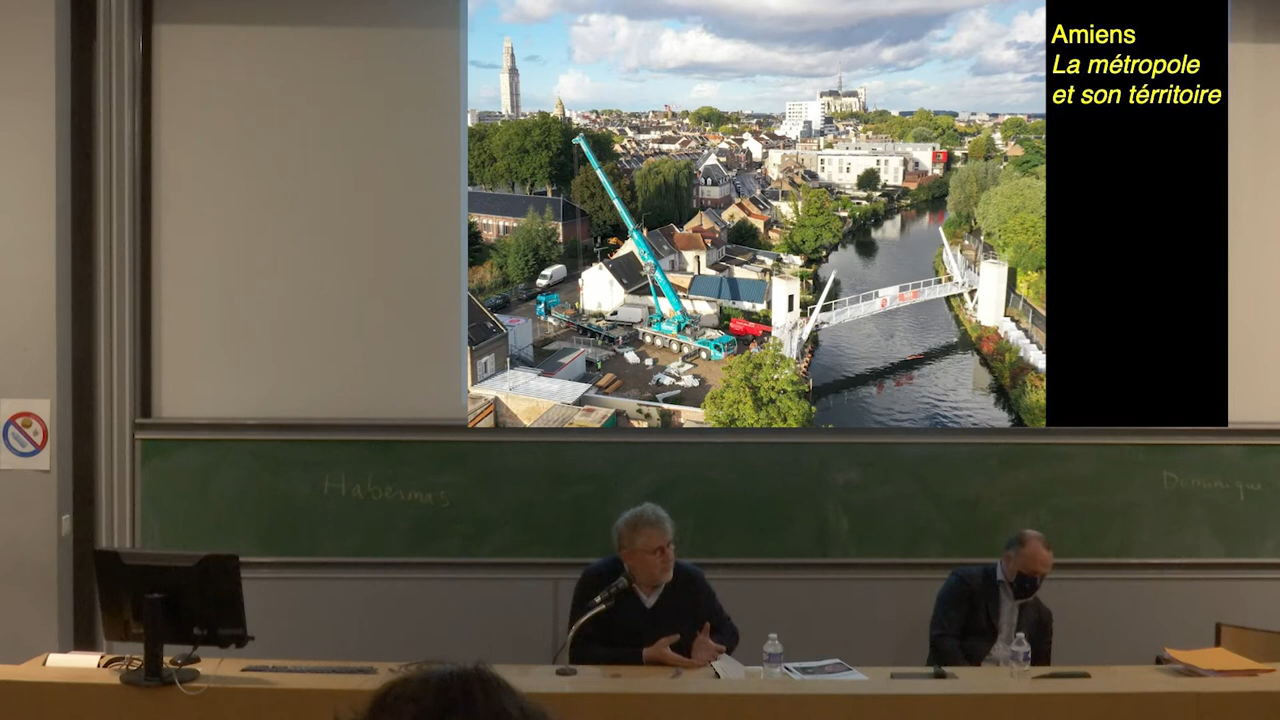 Amiens
La métropole
et son térritoire
Habermas
Dominique